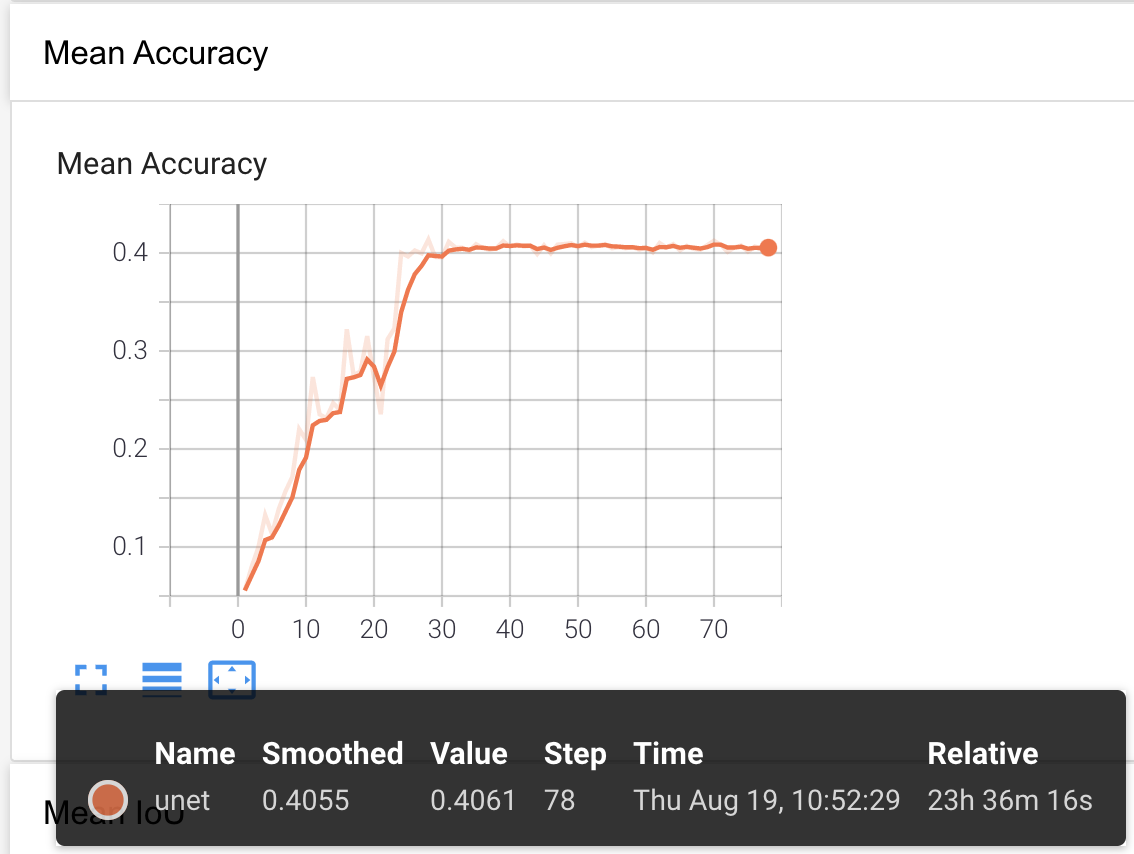 Mean Accuracy
Mean Accuracy
0.4
0.3
0.2
0.1
0 10 20 30 40 50 60 70
Name Smoothed Value Step Time Relative
unet 0.4055 0.4061 78 Thu Aug 19, 10:52:29 23h 36m 16s
Mean IoU